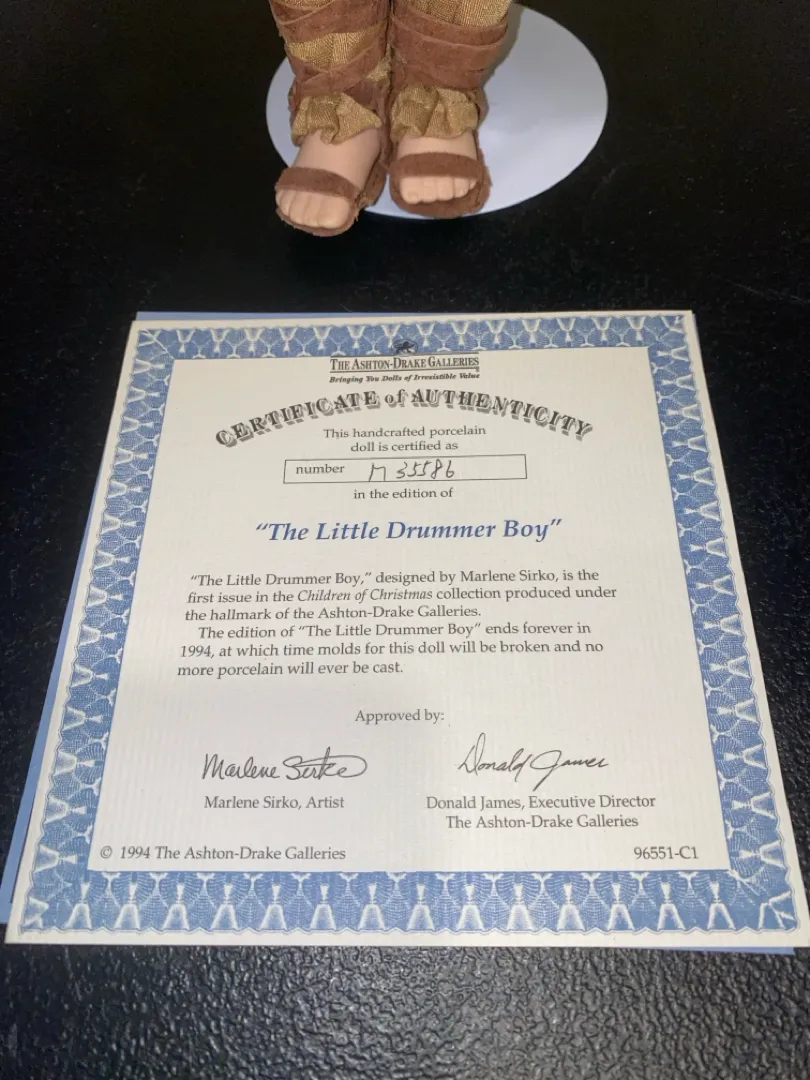 THE ASHTON-DRAKE GALLERIES
Bringing You Dolls of Irresistible Value
CERTIFICATE of AUTHENTICITY
This handcrafted porcelain
doll is certified as
number M 35586
in the edition of
“The Little Drummer Boy”
“The Little Drummer Boy,” designed by Marlene Sirko, is the
first issue in the Children of Christmas collection produced under
the hallmark of the Ashton-Drake Galleries.
The edition of “The Little Drummer Boy” ends forever in
1994, at which time molds for this doll will be broken and no
more porcelain will ever be cast.
Approved by:
Marlene Sirko Donald James
Marlene Sirko, Artist Donald James, Executive Director
The Ashton-Drake Galleries
© 1994 The Ashton-Drake Galleries 96551-C1